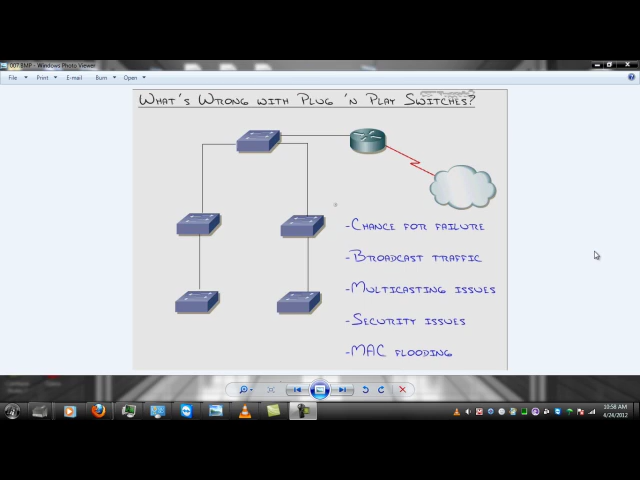 007.BMP - Windows Photo Viewer
File Print E-mail Burn Open
What's Wrong with Plug 'n Play Switches?
-Chance for failure
-Broadcast traffic
-Multicasting issues
-Security issues
-MAC flooding
10:58 AM
4/24/2012